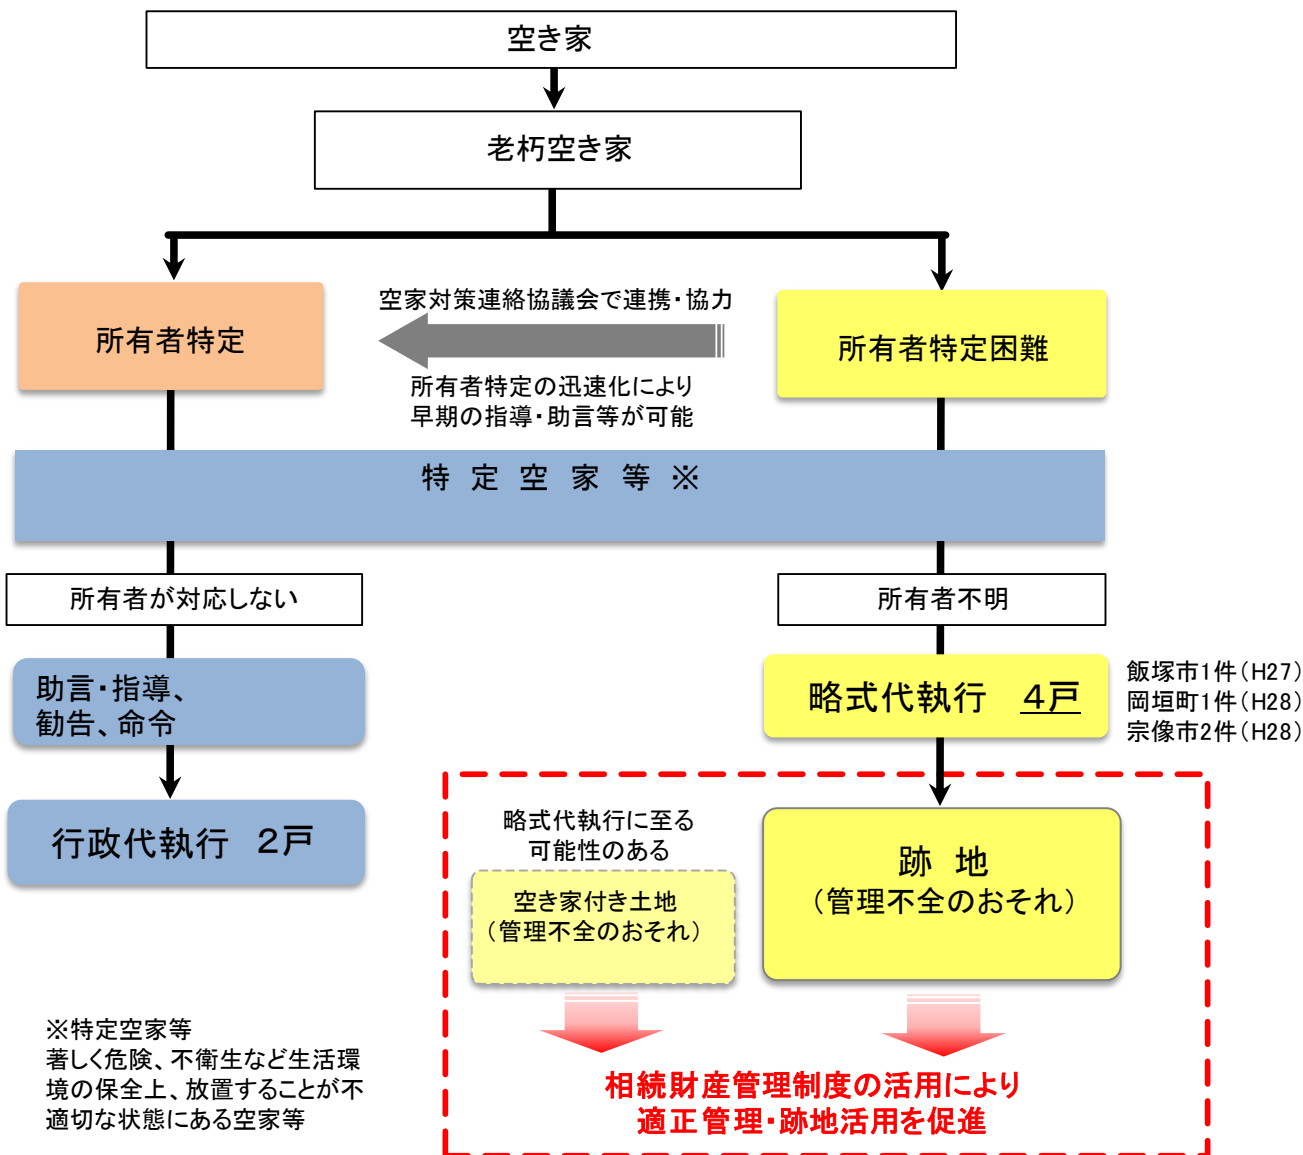 空き家
老朽空き家
所有者特定
空家対策連絡協議会で連携・協力
所有者特定の迅速化により
早期の指導・助言等が可能
所有者特定困難
特 定 空 家 等 ※
所有者が対応しない
所有者不明
助言・指導、
勧告、命令
略式代執行 4戸
飯塚市1件(H27)
岡垣町1件(H28)
宗像市2件(H28)
行政代執行 2戸
略式代執行に至る
可能性のある
空き家付き土地
(管理不全のおそれ)
跡 地
(管理不全のおそれ)
※特定空家等
著しく危険、不衛生など生活環
境の保全上、放置することが不
適切な状態にある空家等
相続財産管理制度の活用により
適正管理・跡地活用を促進